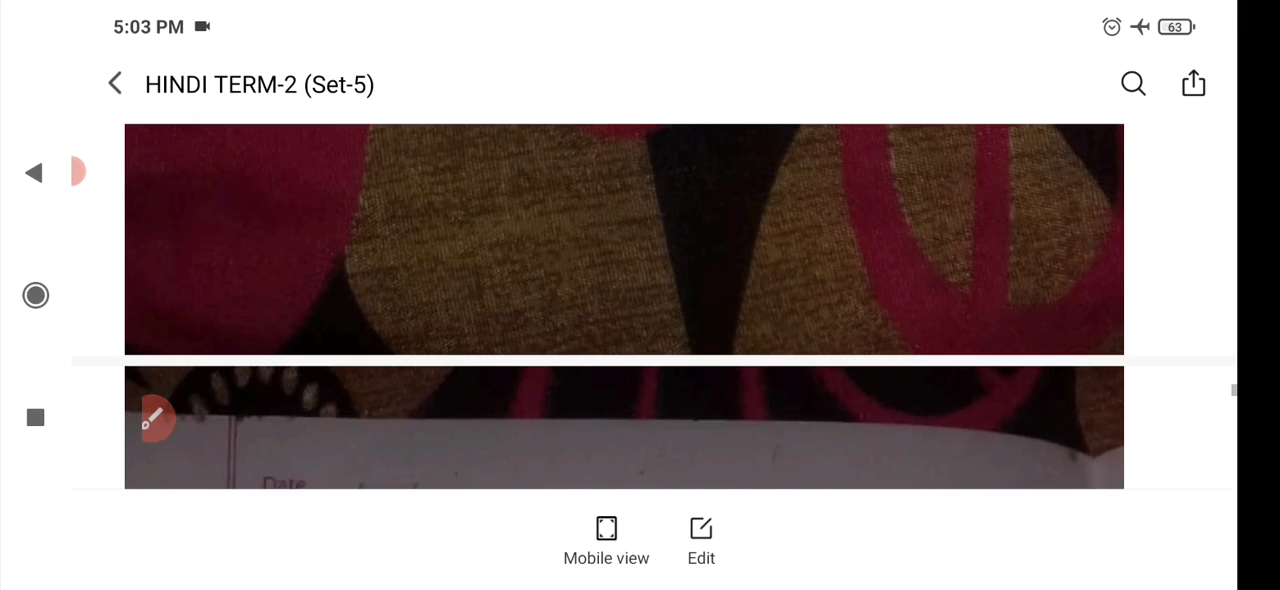 5:03 PM
63
HINDI TERM-2 (Set-5)
Date
Mobile view
Edit